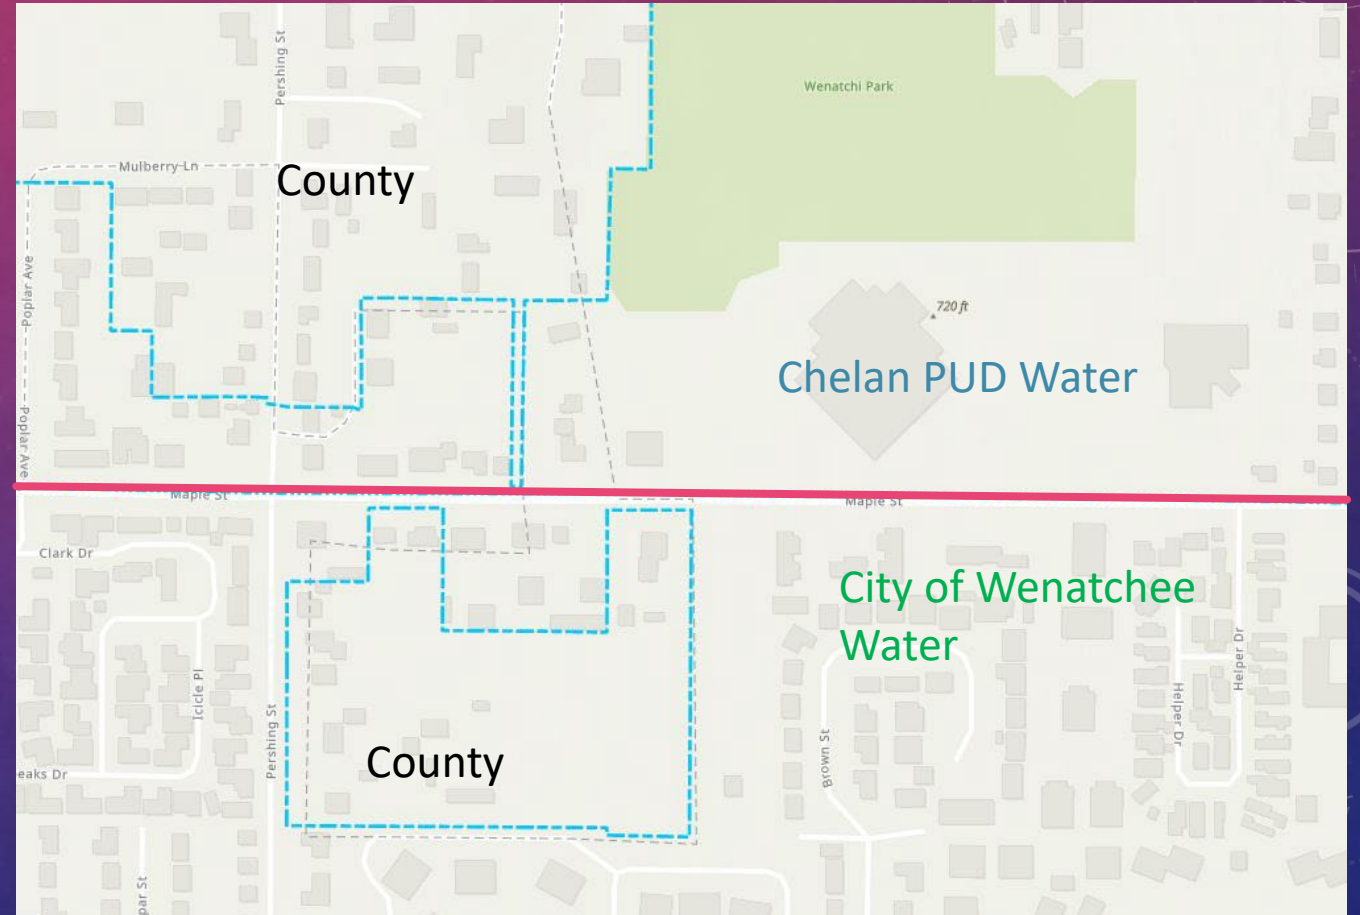 Pershing St
Wenatchi Park
Mulberry Ln
County
Poplar Ave
720 ft
Chelan PUD Water
Poplar Ave
Maple St
Maple St
Clark Dr
City of Wenatchee
Water
Helper Dr
Icicle Pl
Helper Dr
Pershing St
Brown St
County
eaks Dr
par St